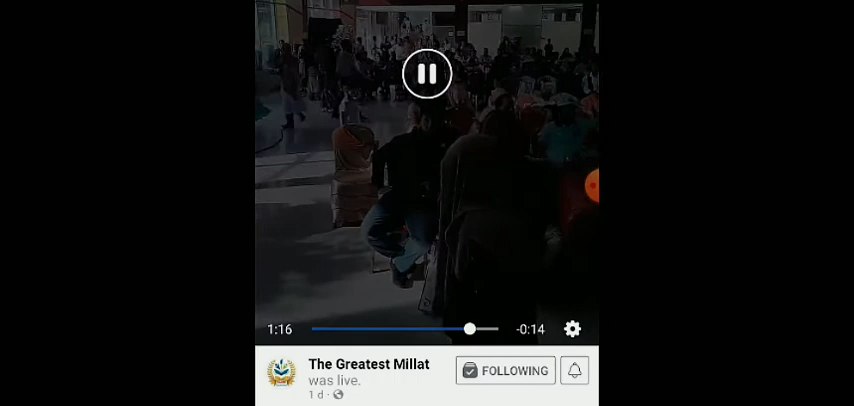 1:16
-0:14
The Greatest Millat
FOLLOWING
was live.
1 d ·